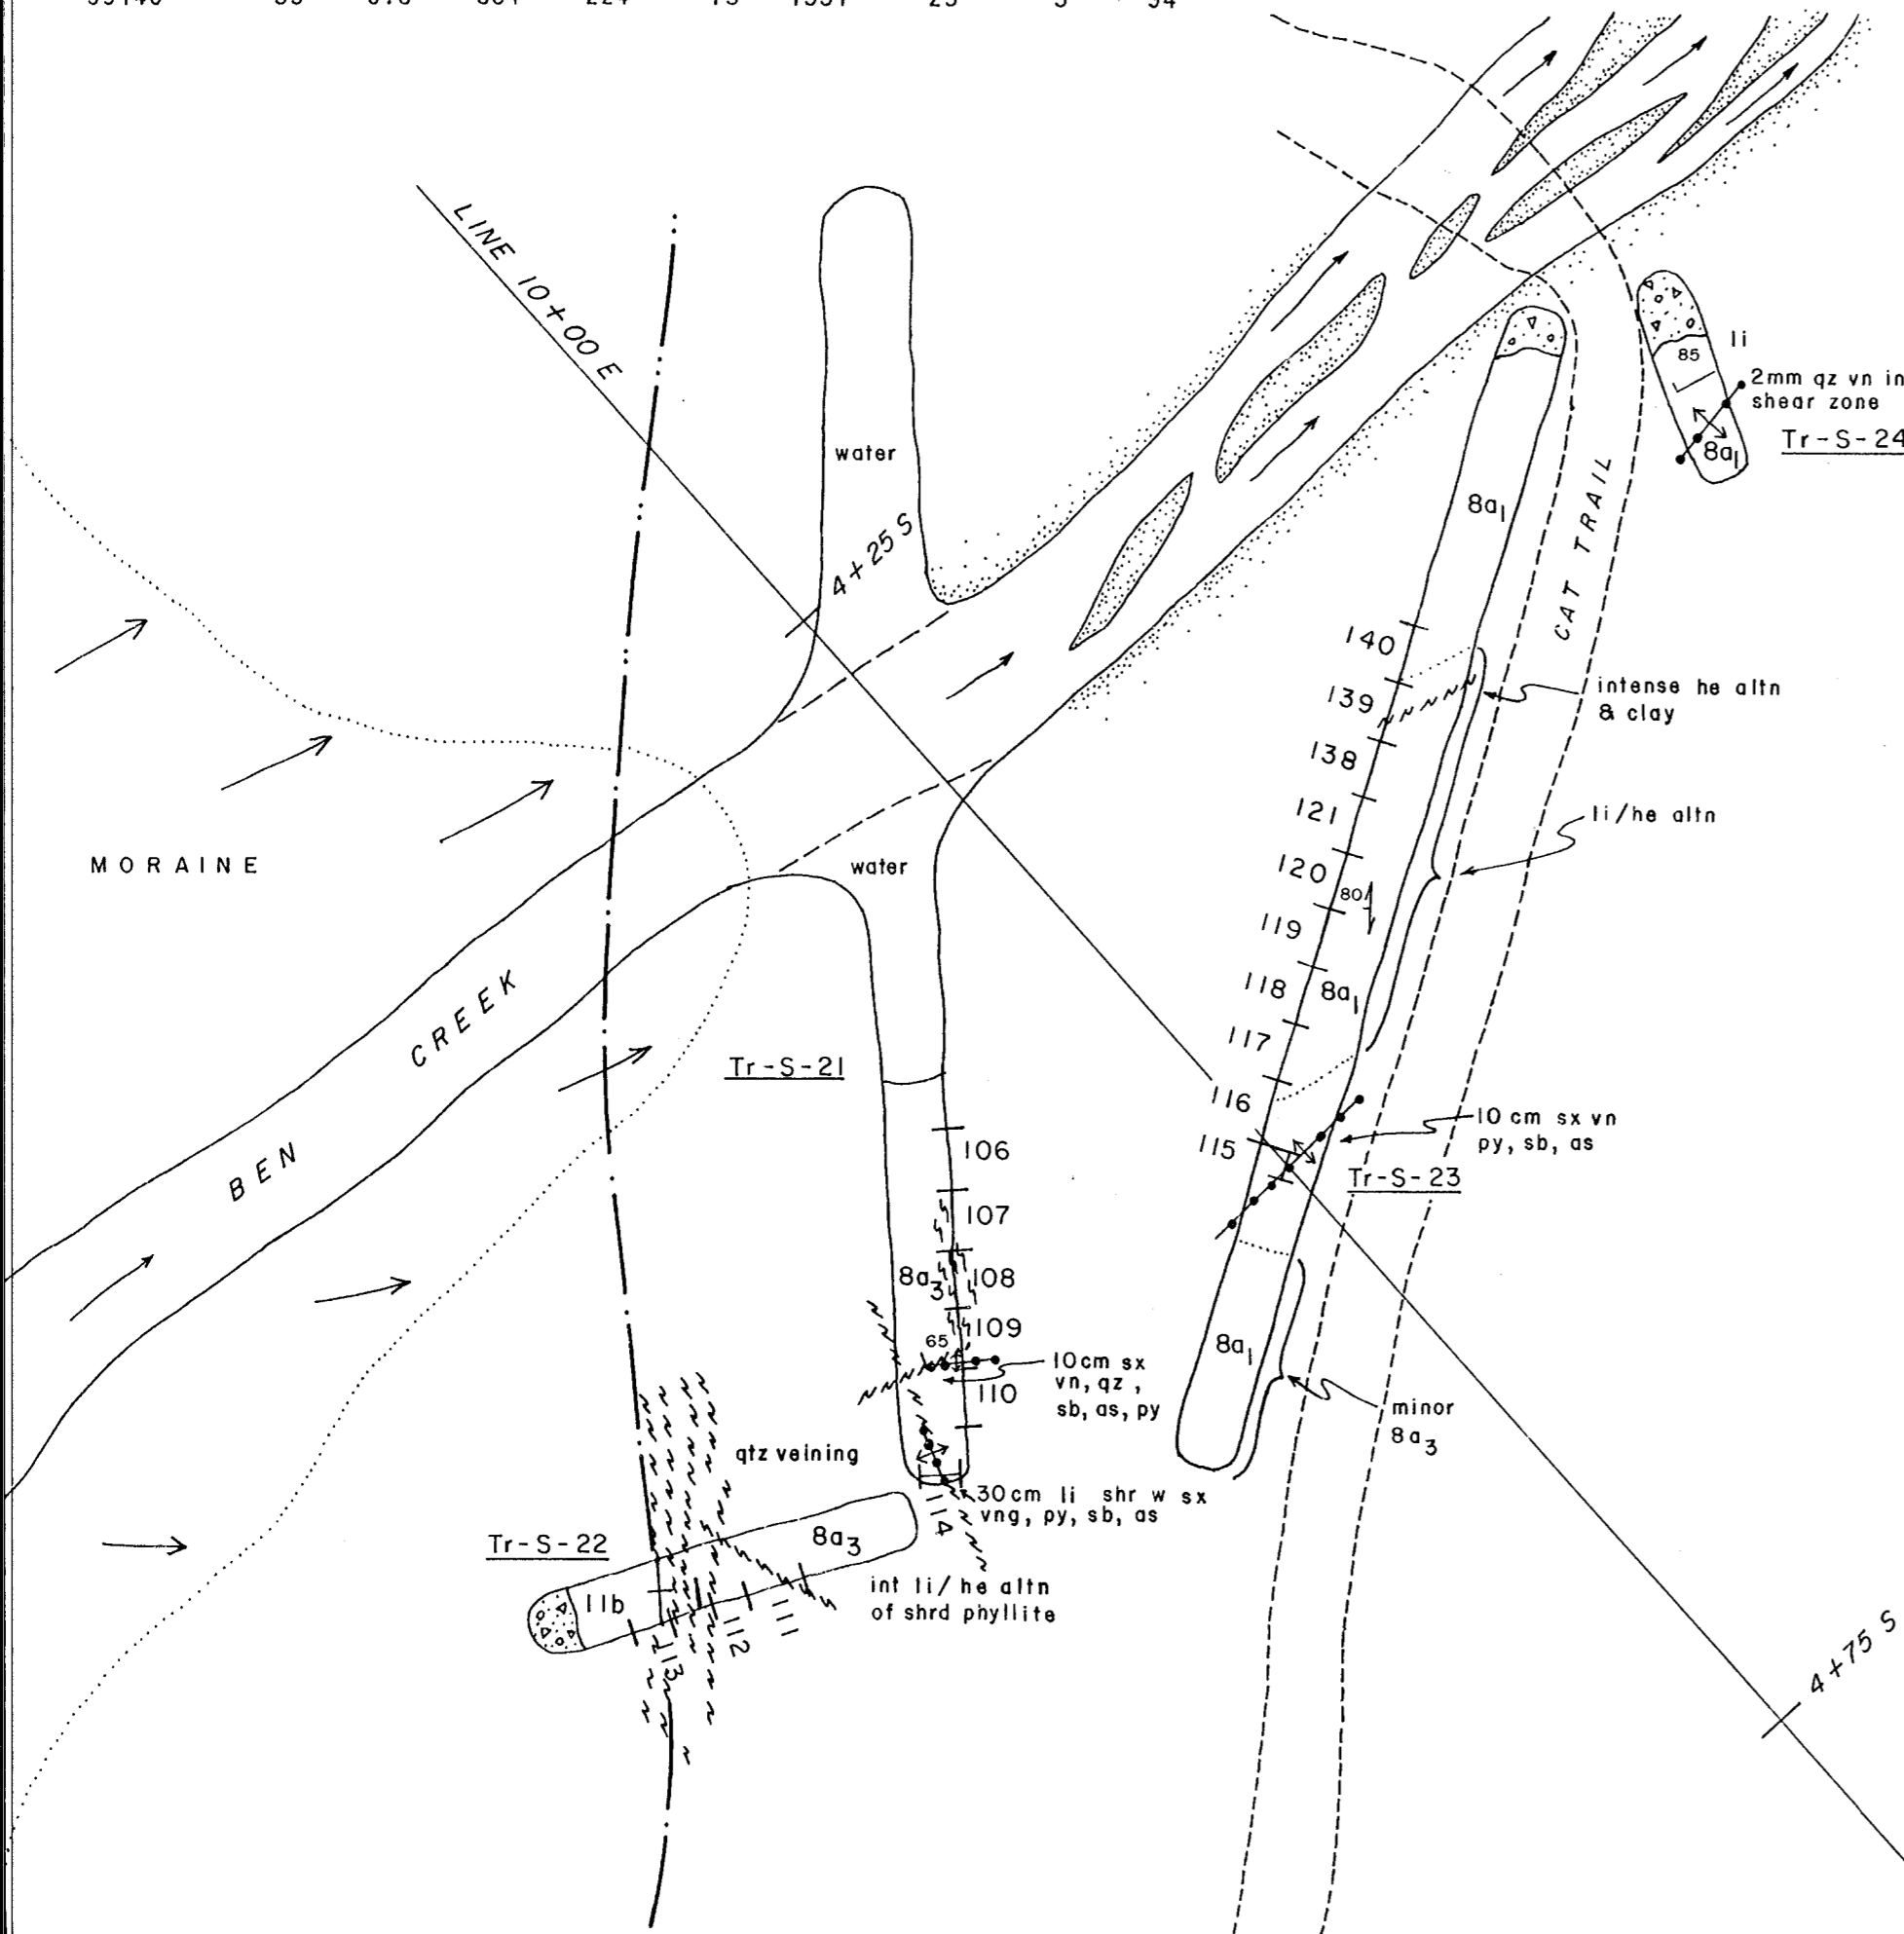 LINE 10+00 E
water
4+25 S
li
85
2mm qz vn in
shear zone
8a1
Tr-S-24
8a1
CAT TRAIL
140
139
138
121
120
80
119
118
8a1
117
116
115
intense he altn
& clay
li/he altn
MORAINE
water
BEN CREEK
Tr-S-21
106
107
108
8a3
109
65
110
10cm sx
vn, qz,
sb, as, py
10 cm sx vn
py, sb, as
Tr-S-23
8a1
minor
8a3
qtz veining
114
30cm li shr w sx
vng, py, sb, as
Tr-S-22
8a3
11b
113
112
111
int li/he altn
of shrd phyllite
4+75 S